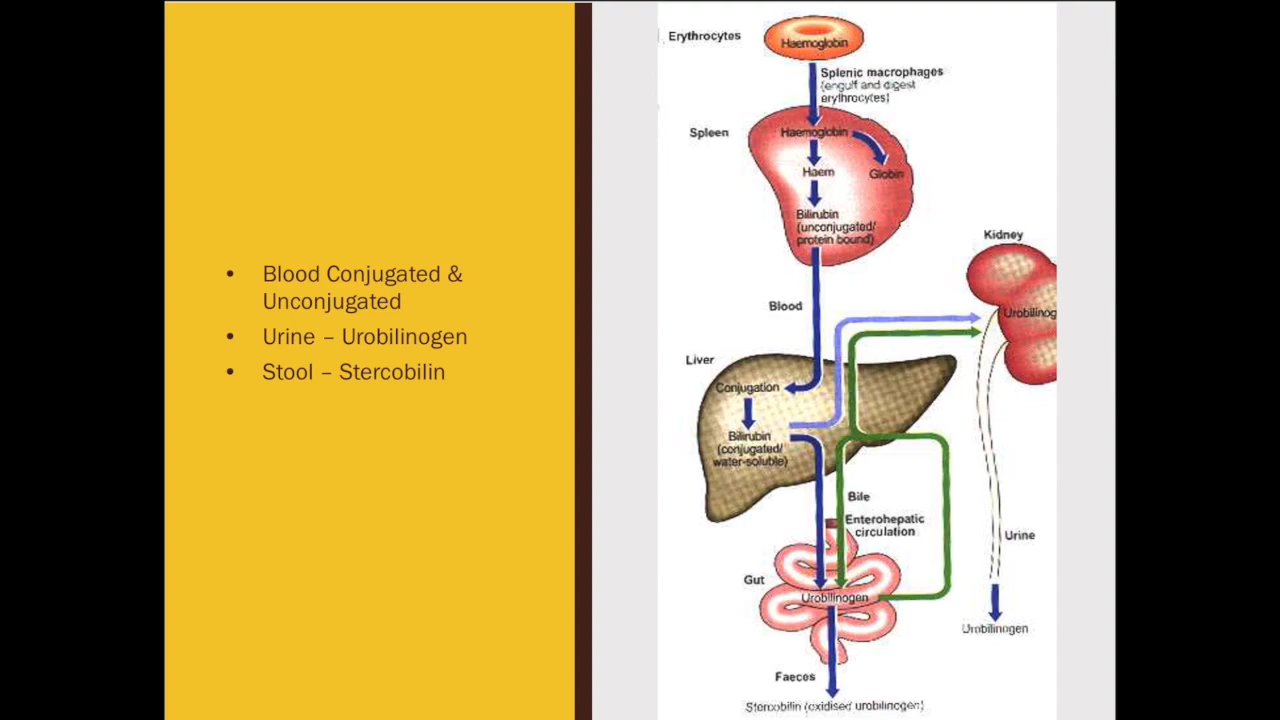 • Blood Conjugated &
Unconjugated
• Urine – Urobilinogen
• Stool – Stercobilin
Erythrocytes
Haemoglobin
Splenic macrophages
(engulf and digest
erythrocytes)
Spleen
Haemoglobin
Haem
Globin
Bilirubin
(unconjugated/
protein bound)
Kidney
Urobilinog
Blood
Liver
Conjugation
Bilirubin
(conjugated/
water-soluble)
Bile
Enterohepatic
circulation
Gut
Urobilinogen
Urine
Urobilinogen
Faeces
Stercobilin (oxidised urobilinogen)